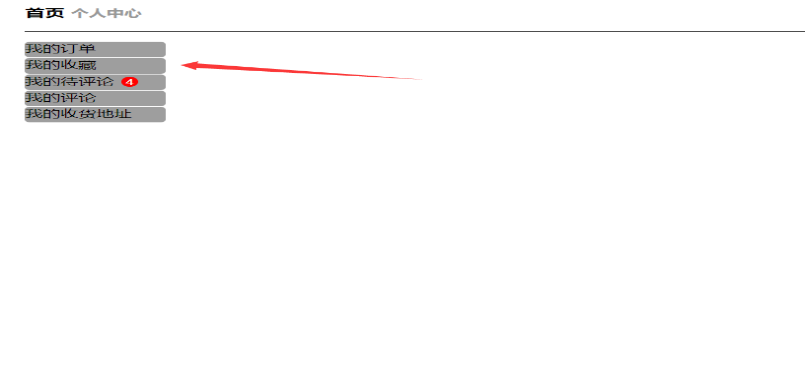 首页 个人中心
我的订单
我的收藏
我的待评论 4
我的评论
我的收货地址